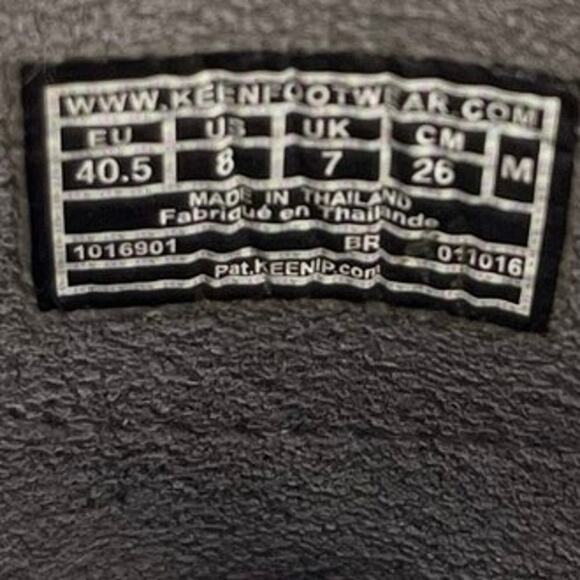 WWW.KEENFOOTWEAR.COM
EU US UK CM
40.5 8 7 26 M
MADE IN THAILAND
Fabriqué en Thaïlande
1016901 BR 011016
Pat.KEENIP.com